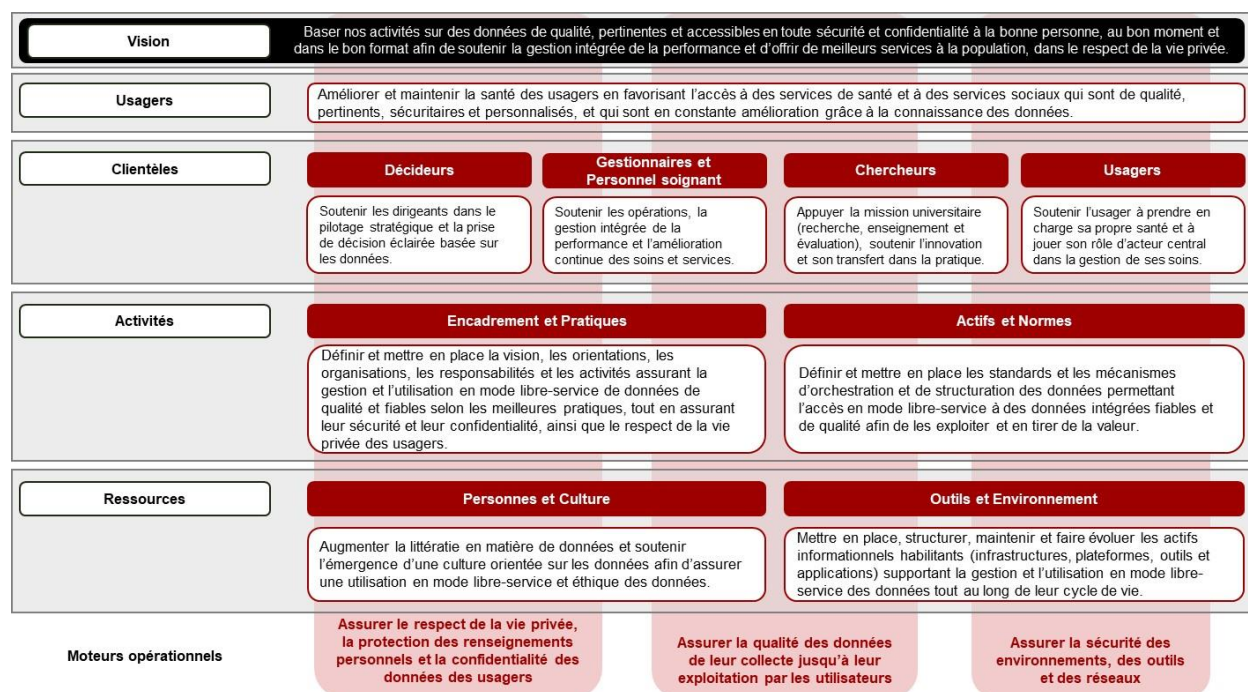 Vision
Baser nos activités sur des données de qualité, pertinentes et accessibles en toute sécurité et confidentialité à la bonne personne, au bon moment et
dans le bon format afin de soutenir la gestion intégrée de la performance et d'offrir de meilleurs services à la population, dans le respect de la vie privée.
Usagers
Améliorer et maintenir la santé des usagers en favorisant l'accès à des services de santé et à des services sociaux qui sont de qualité,
pertinents, sécuritaires et personnalisés, et qui sont en constante amélioration grâce à la connaissance des données.
Clientèles
Décideurs
Soutenir les dirigeants dans le
pilotage stratégique et la prise
de décision éclairée basée sur
les données.
Gestionnaires et
Personnel soignant
Soutenir les opérations, la
gestion intégrée de la
performance et l'amélioration
continue des soins et services.
Chercheurs
Appuyer la mission universitaire
(recherche, enseignement et
évaluation), soutenir l'innovation
et son transfert dans la pratique.
Usagers
Soutenir l'usager à prendre en
charge sa propre santé et à
jouer son rôle d'acteur central
dans la gestion de ses soins.
Activités
Encadrement et Pratiques
Définir et mettre en place la vision, les orientations, les
organisations, les responsabilités et les activités assurant la
gestion et l'utilisation en mode libre-service de données de
qualité et fiables selon les meilleures pratiques, tout en assurant
leur sécurité et leur confidentialité, ainsi que le respect de la vie
privée des usagers.
Actifs et Normes
Définir et mettre en place les standards et les mécanismes
d'orchestration et de structuration des données permettant
l'accès en mode libre-service à des données intégrées fiables et
de qualité afin de les exploiter et en tirer de la valeur.
Ressources
Personnes et Culture
Augmenter la littératie en matière de données et soutenir
l'émergence d'une culture orientée sur les données afin d'assurer
une utilisation en mode libre-service et éthique des données.
Outils et Environnement
Mettre en place, structurer, maintenir et faire évoluer les actifs
informationnels habilitants (infrastructures, plateformes, outils et
applications) supportant la gestion et l'utilisation en mode libre-
service des données tout au long de leur cycle de vie.
Moteurs opérationnels
Assurer le respect de la vie privée,
la protection des renseignements
personnels et la confidentialité des
données des usagers
Assurer la qualité des données
de leur collecte jusqu'à leur
exploitation par les utilisateurs
Assurer la sécurité des
environnements, des outils
et des réseaux